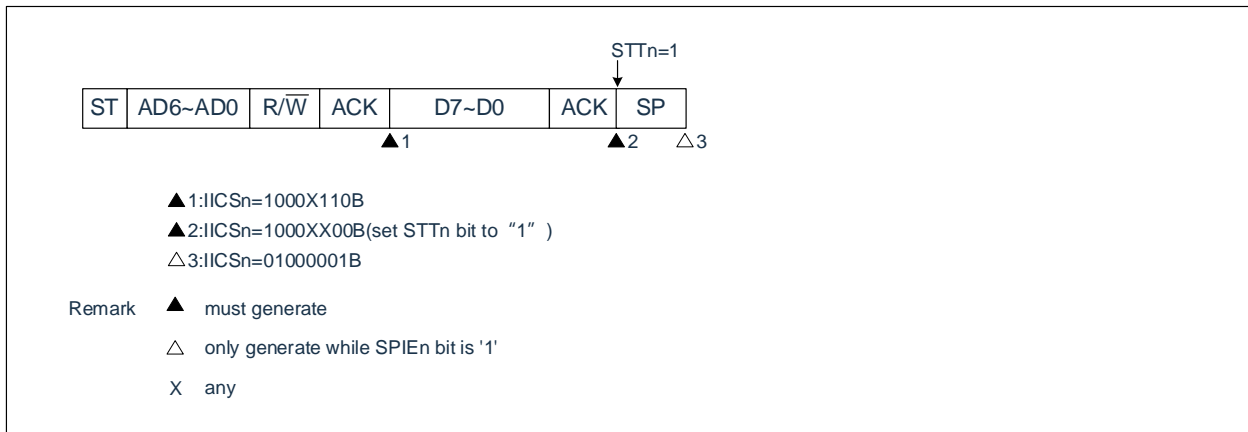 STTn=1
ST AD6~AD0 R/W̅ ACK D7~D0 ACK SP
▲1 ▲2 △3
▲1:IICSn=1000X110B
▲2:IICSn=1000XX00B(set STTn bit to “1” )
△3:IICSn=01000001B
Remark ▲ must generate
△ only generate while SPIEn bit is '1'
X any